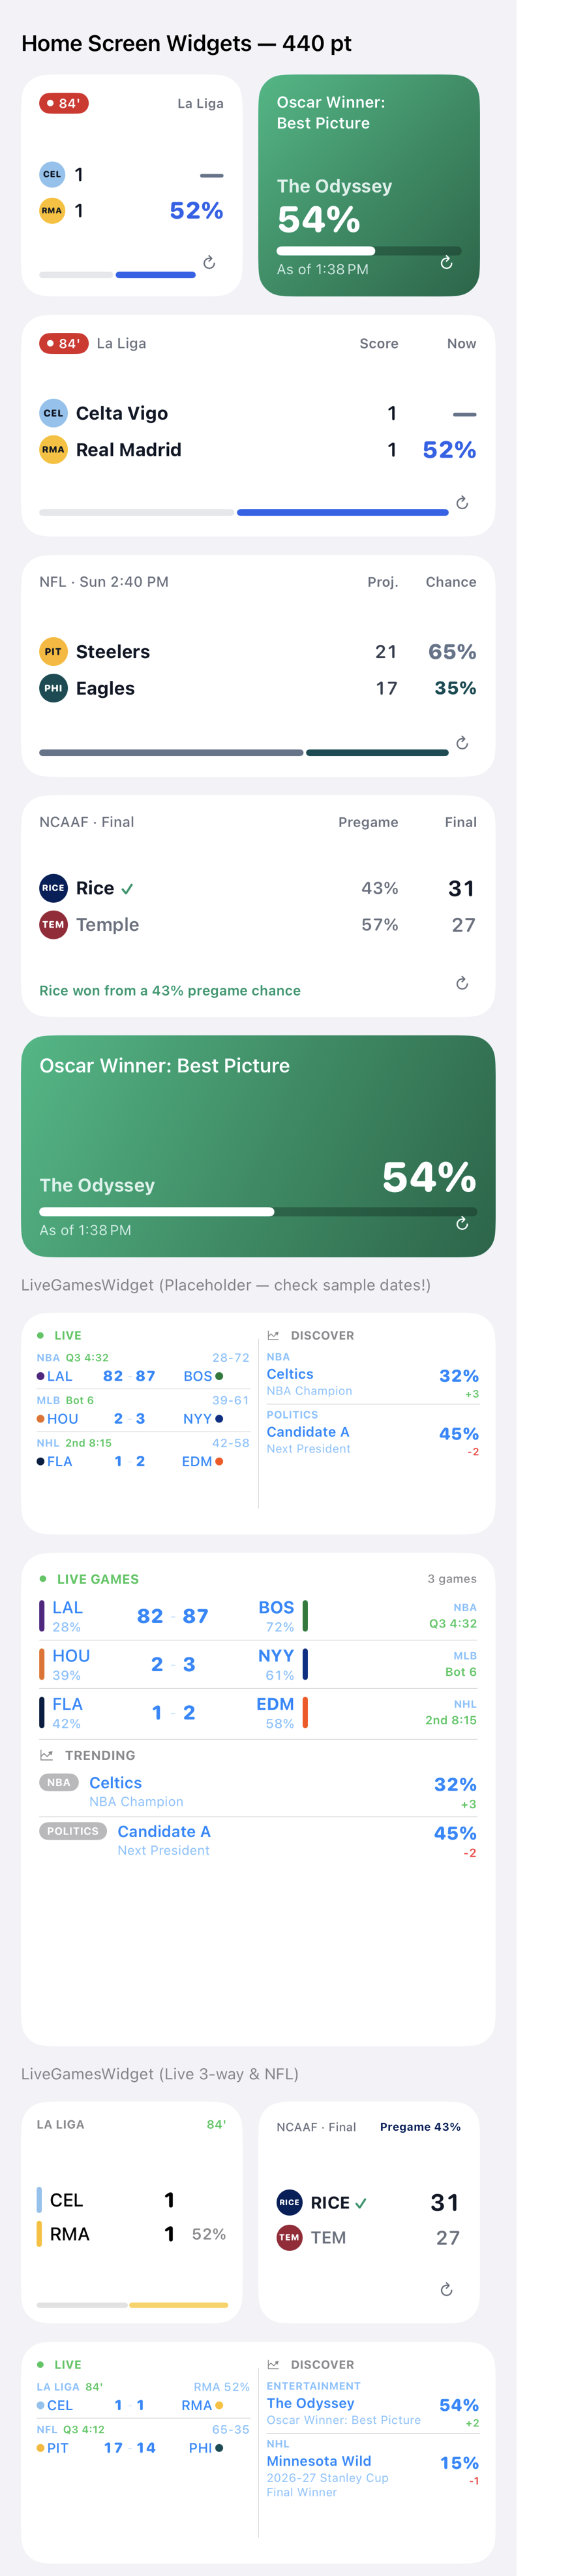 Home Screen Widgets — 440 pt
84' La Liga
CEL 1 —
RMA 1 52%
Oscar Winner:
Best Picture
The Odyssey
54%
As of 1:38 PM
84' La Liga Score Now
CEL Celta Vigo 1 —
RMA Real Madrid 1 52%
NFL · Sun 2:40 PM Proj. Chance
PIT Steelers 21 65%
PHI Eagles 17 35%
NCAAF · Final Pregame Final
RICE Rice ✓ 43% 31
TEM Temple 57% 27
Rice won from a 43% pregame chance
Oscar Winner: Best Picture
The Odyssey 54%
As of 1:38 PM
LiveGamesWidget (Placeholder — check sample dates!)
LIVE
NBA Q3 4:32 28-72
LAL 82 - 87 BOS
MLB Bot 6 39-61
HOU 2 - 3 NYY
NHL 2nd 8:15 42-58
FLA 1 - 2 EDM
DISCOVER
NBA
Celtics 32%
NBA Champion +3
POLITICS
Candidate A 45%
Next President -2
LIVE GAMES 3 games
LAL 82 - 87 BOS NBA
28% 72% Q3 4:32
HOU 2 - 3 NYY MLB
39% 61% Bot 6
FLA 1 - 2 EDM NHL
42% 58% 2nd 8:15
TRENDING
NBA Celtics 32%
NBA Champion +3
POLITICS Candidate A 45%
Next President -2
LiveGamesWidget (Live 3-way & NFL)
LA LIGA 84'
CEL 1
RMA 1 52%
NCAAF · Final Pregame 43%
RICE RICE ✓ 31
TEM TEM 27
LIVE
LA LIGA 84' RMA 52%
CEL 1 - 1 RMA
NFL Q3 4:12 65-35
PIT 17 - 14 PHI
DISCOVER
ENTERTAINMENT
The Odyssey 54%
Oscar Winner: Best Picture +2
NHL
Minnesota Wild 15%
2026-27 Stanley Cup -1
Final Winner